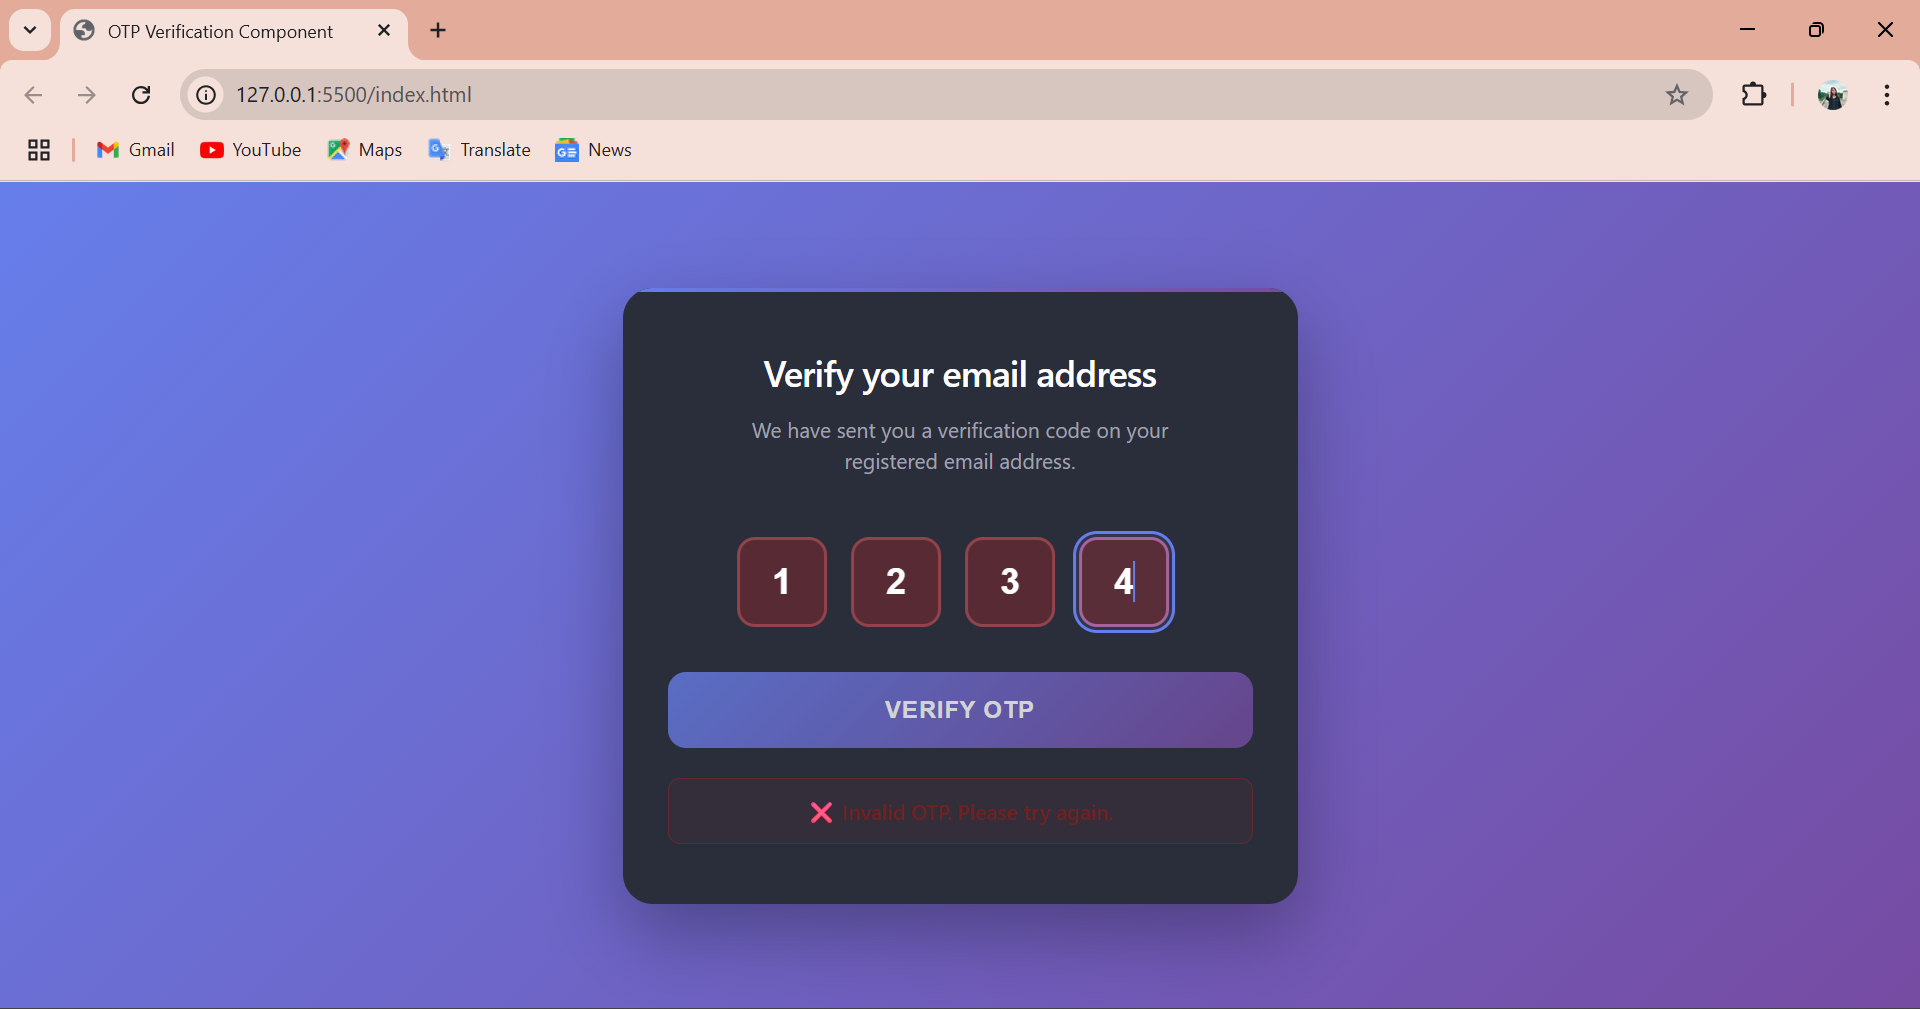 OTP Verification Component
127.0.0.1:5500/index.html
Gmail YouTube Maps Translate News
Verify your email address
We have sent you a verification code on your
registered email address.
1 2 3 4
VERIFY OTP
❌ Invalid OTP. Please try again.